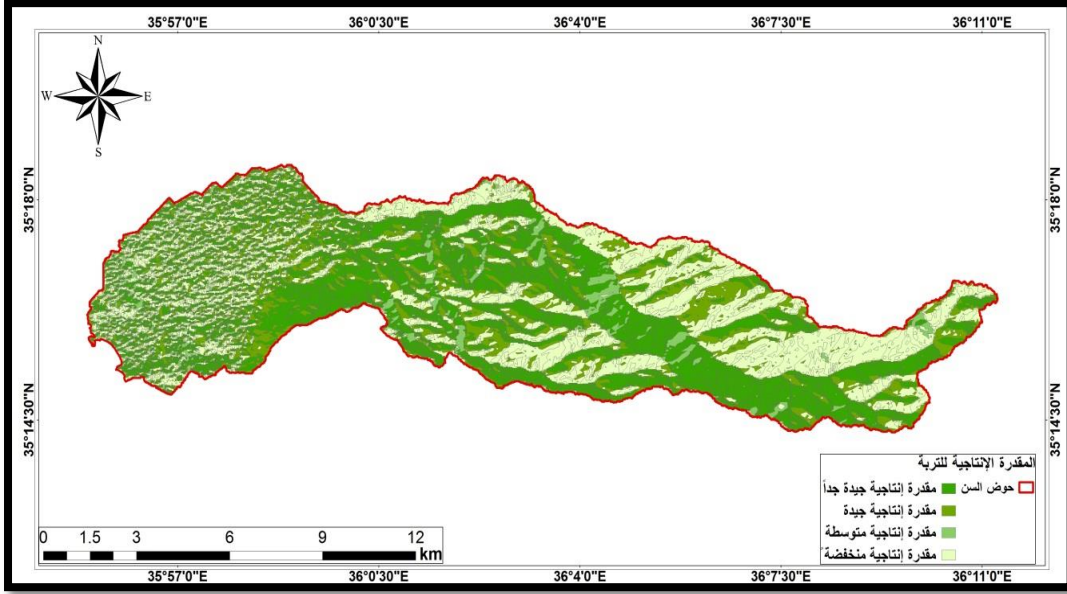 35°57'0"E 36°0'30"E 36°4'0"E 36°7'30"E 36°11'0"E
N
W E
S
35°18'0"N 35°18'0"N
35°14'30"N 35°14'30"N
المقدرة الإنتاجية للتربة
حوض السن مقدرة إنتاجية جيدة جداً
مقدرة إنتاجية جيدة
مقدرة إنتاجية متوسطة
مقدرة إنتاجية منخفضة
0 1.5 3 6 9 12
km
35°57'0"E 36°0'30"E 36°4'0"E 36°7'30"E 36°11'0"E